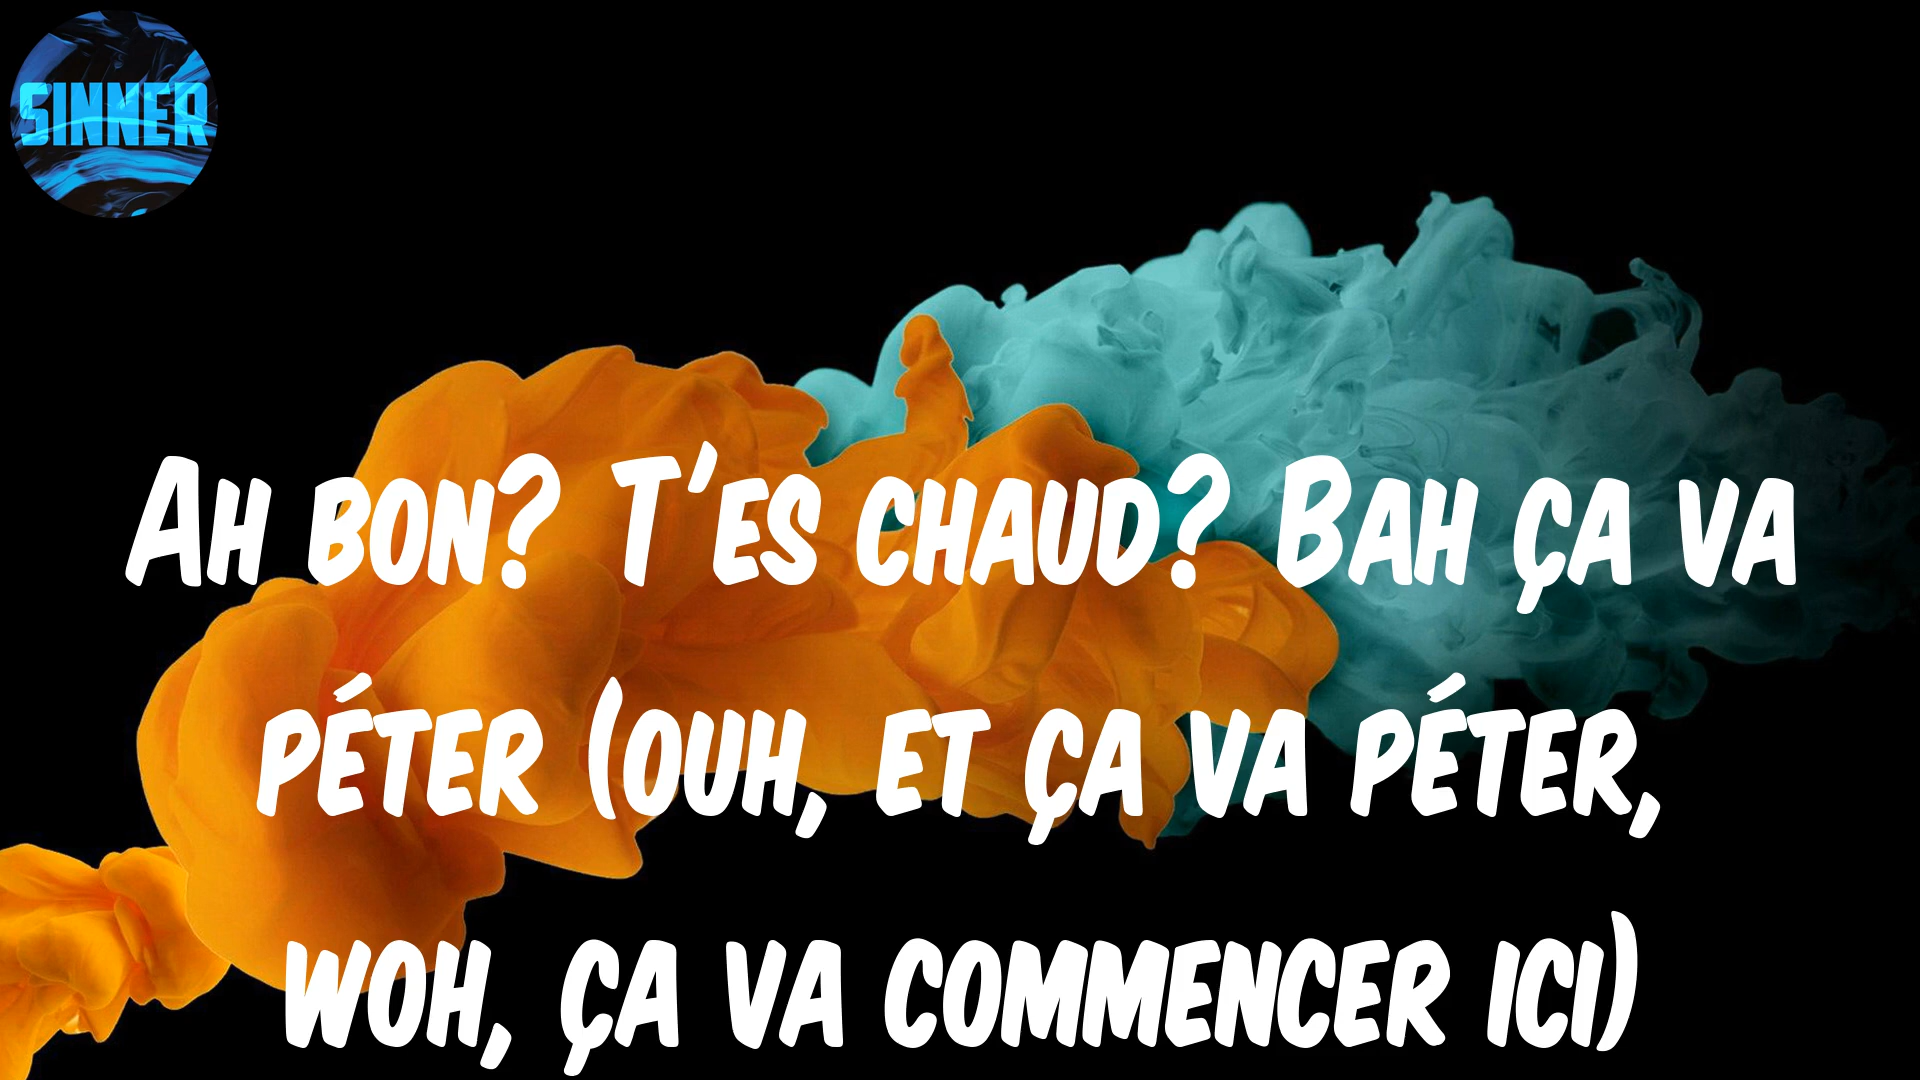 SINNER
Ah bon? T'es chaud? Bah ça va
péter (ouh, et ça va péter,
woh, ça va commencer ici)